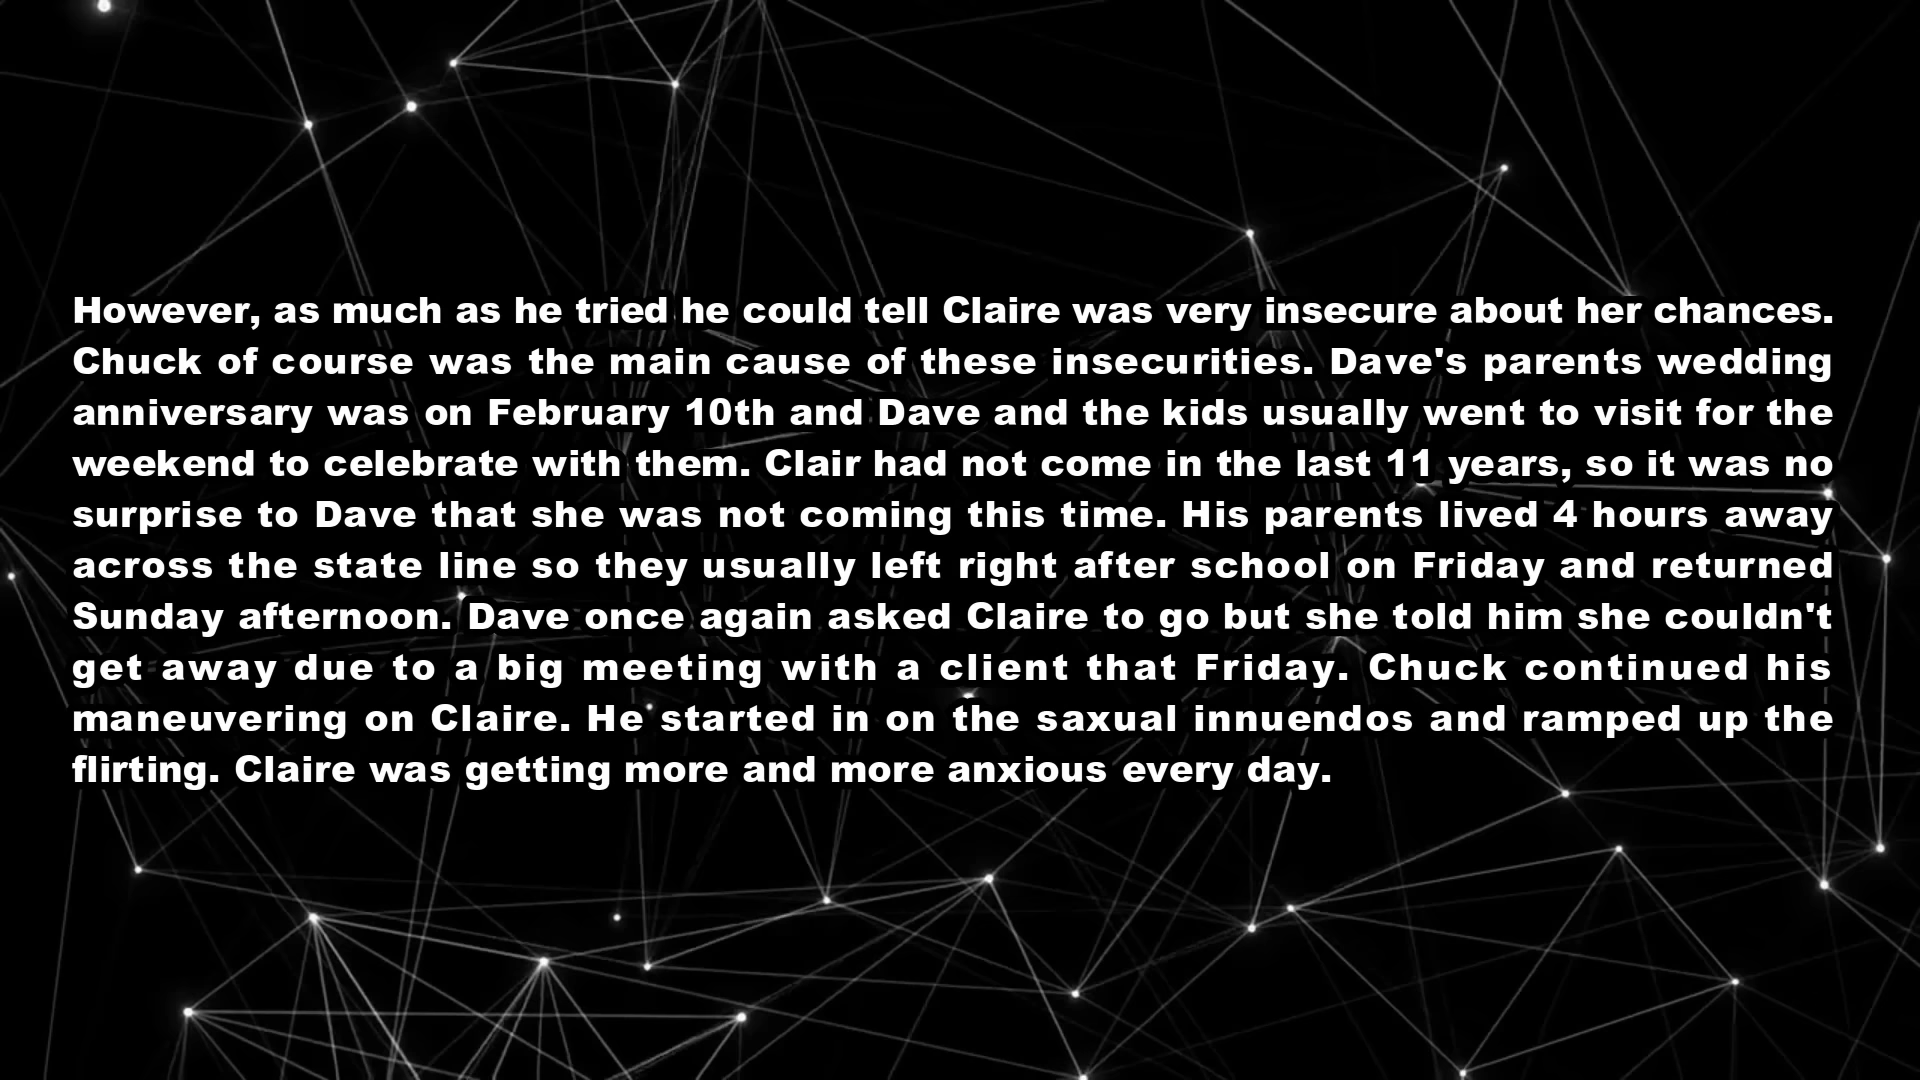 However, as much as he tried he could tell Claire was very insecure about her chances.
Chuck of course was the main cause of these insecurities. Dave's parents wedding
anniversary was on February 10th and Dave and the kids usually went to visit for the
weekend to celebrate with them. Clair had not come in the last 11 years, so it was no
surprise to Dave that she was not coming this time. His parents lived 4 hours away
across the state line so they usually left right after school on Friday and returned
Sunday afternoon. Dave once again asked Claire to go but she told him she couldn't
get away due to a big meeting with a client that Friday. Chuck continued his
maneuvering on Claire. He started in on the saxual innuendos and ramped up the
flirting. Claire was getting more and more anxious every day.